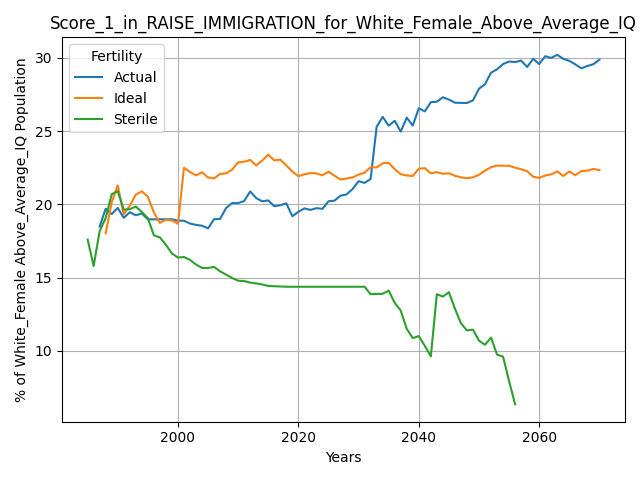 Score_1_in_RAISE_IMMIGRATION_for_White_Female_Above_Average_IQ
% of White_Female Above_Average_IQ Population
Fertility
Actual
Ideal
Sterile
30
25
20
15
10
2000 2020 2040 2060
Years